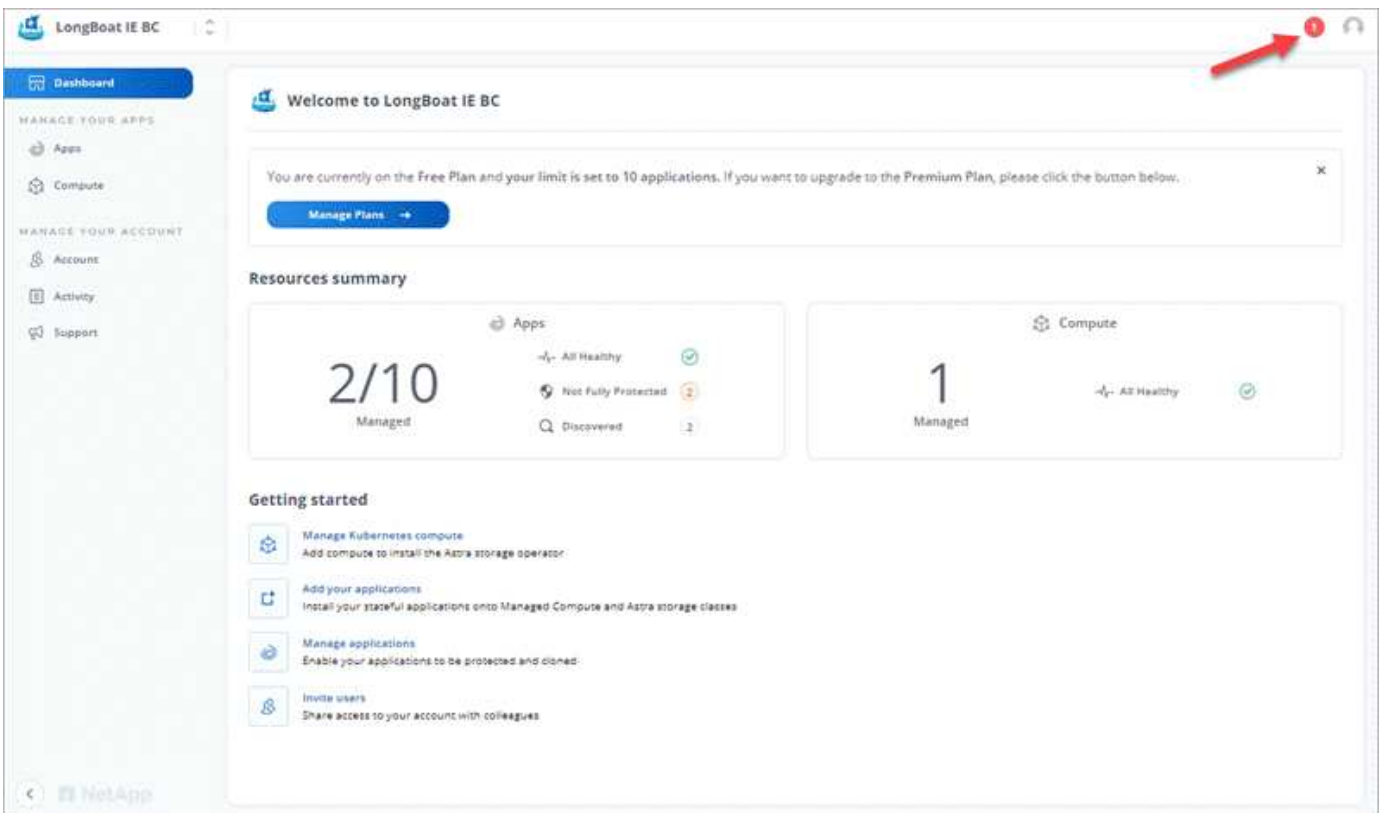 LongBoat IE BC
1
Dashboard
MANAGE YOUR APPS
Apps
Compute
MANAGE YOUR ACCOUNT
Account
Activity
Support
Welcome to LongBoat IE BC
You are currently on the Free Plan and your limit is set to 10 applications. If you want to upgrade to the Premium Plan, please click the button below.
Manage Plans →
Resources summary
Apps
2/10
Managed
All Healthy
Not Fully Protected 2
Discovered 2
Compute
1
Managed
All Healthy
Getting started
Manage Kubernetes compute
Add compute to install the Astra storage operator
Add your applications
Install your stateful applications onto Managed Compute and Astra storage classes
Manage applications
Enable your applications to be protected and cloned
Invite users
Share access to your account with colleagues
NetApp